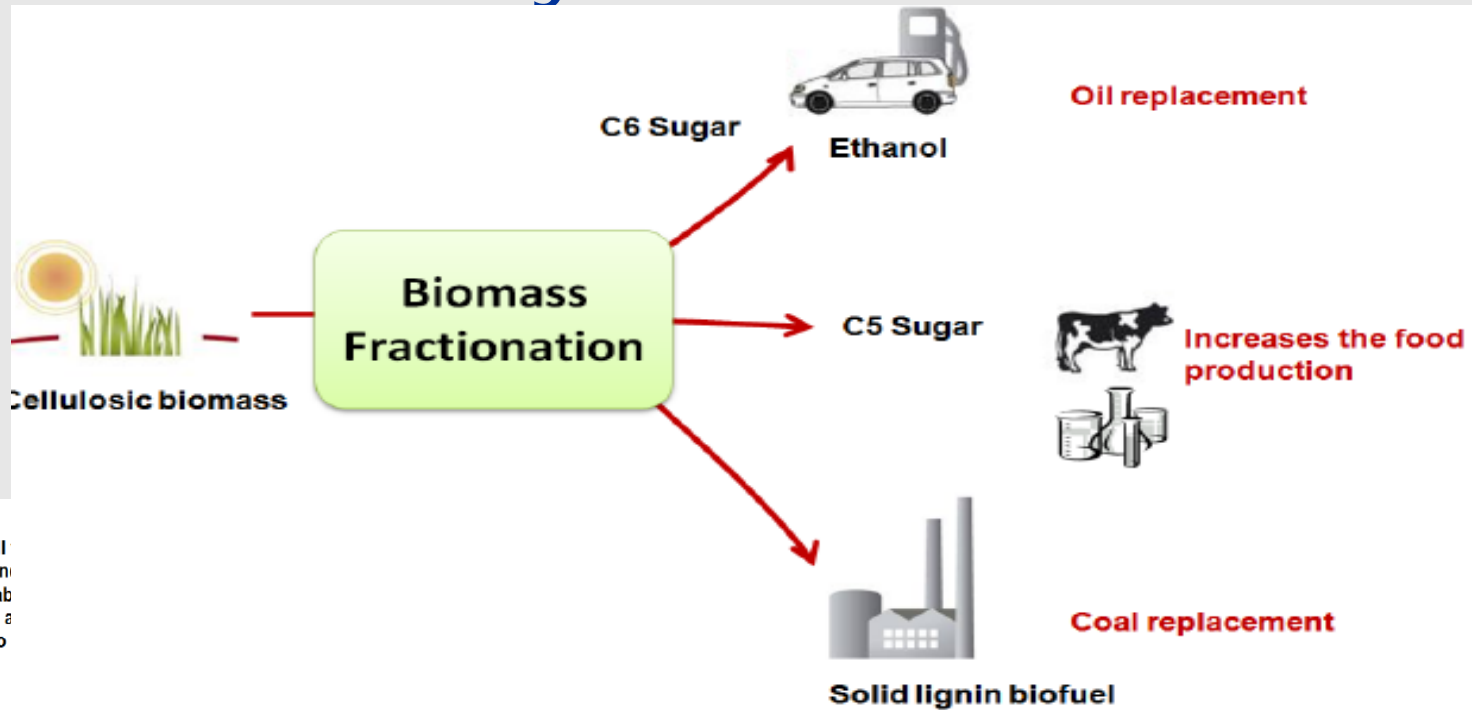 C6 Sugar
Ethanol
Oil replacement
Biomass
Fractionation
C5 Sugar
Increases the food
production
Cellulosic biomass
Coal replacement
Solid lignin biofuel